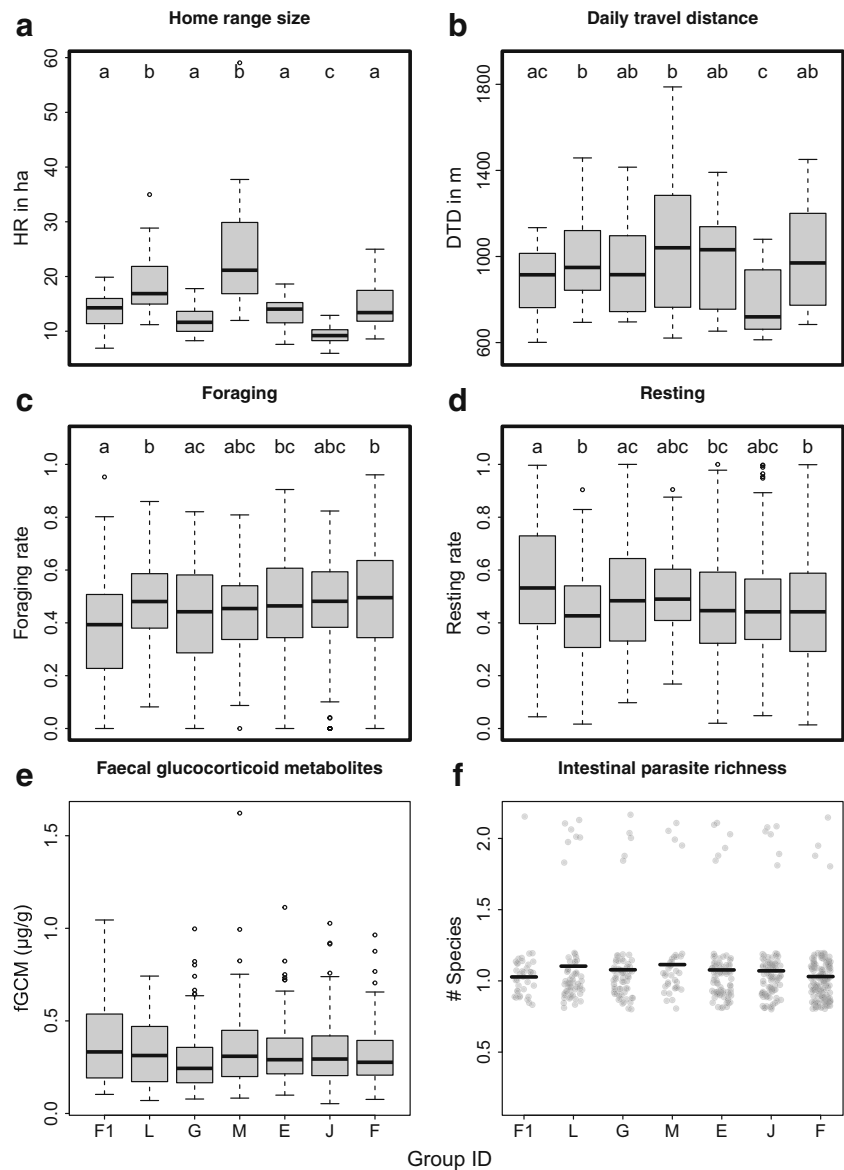 a Home range size
a b a b a c a
HR in ha
60
50
40
30
20
10
b Daily travel distance
ac b ab b ab c ab
DTD in m
1800
1400
1000
600
c Foraging
a b ac abc bc abc b
Foraging rate
1.0
0.8
0.6
0.4
0.2
0.0
d Resting
a b ac abc bc abc b
Resting rate
1.0
0.8
0.6
0.4
0.2
0.0
e Faecal glucocorticoid metabolites
fGCM (µg/g)
1.5
1.0
0.5
0.0
F1 L G M E J F
f Intestinal parasite richness
# Species
2.0
1.5
1.0
0.5
F1 L G M E J F
Group ID